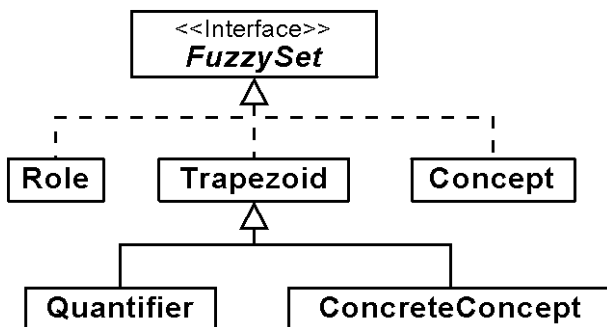 <<Interface>>
FuzzySet
Role
Trapezoid
Concept
Quantifier
ConcreteConcept